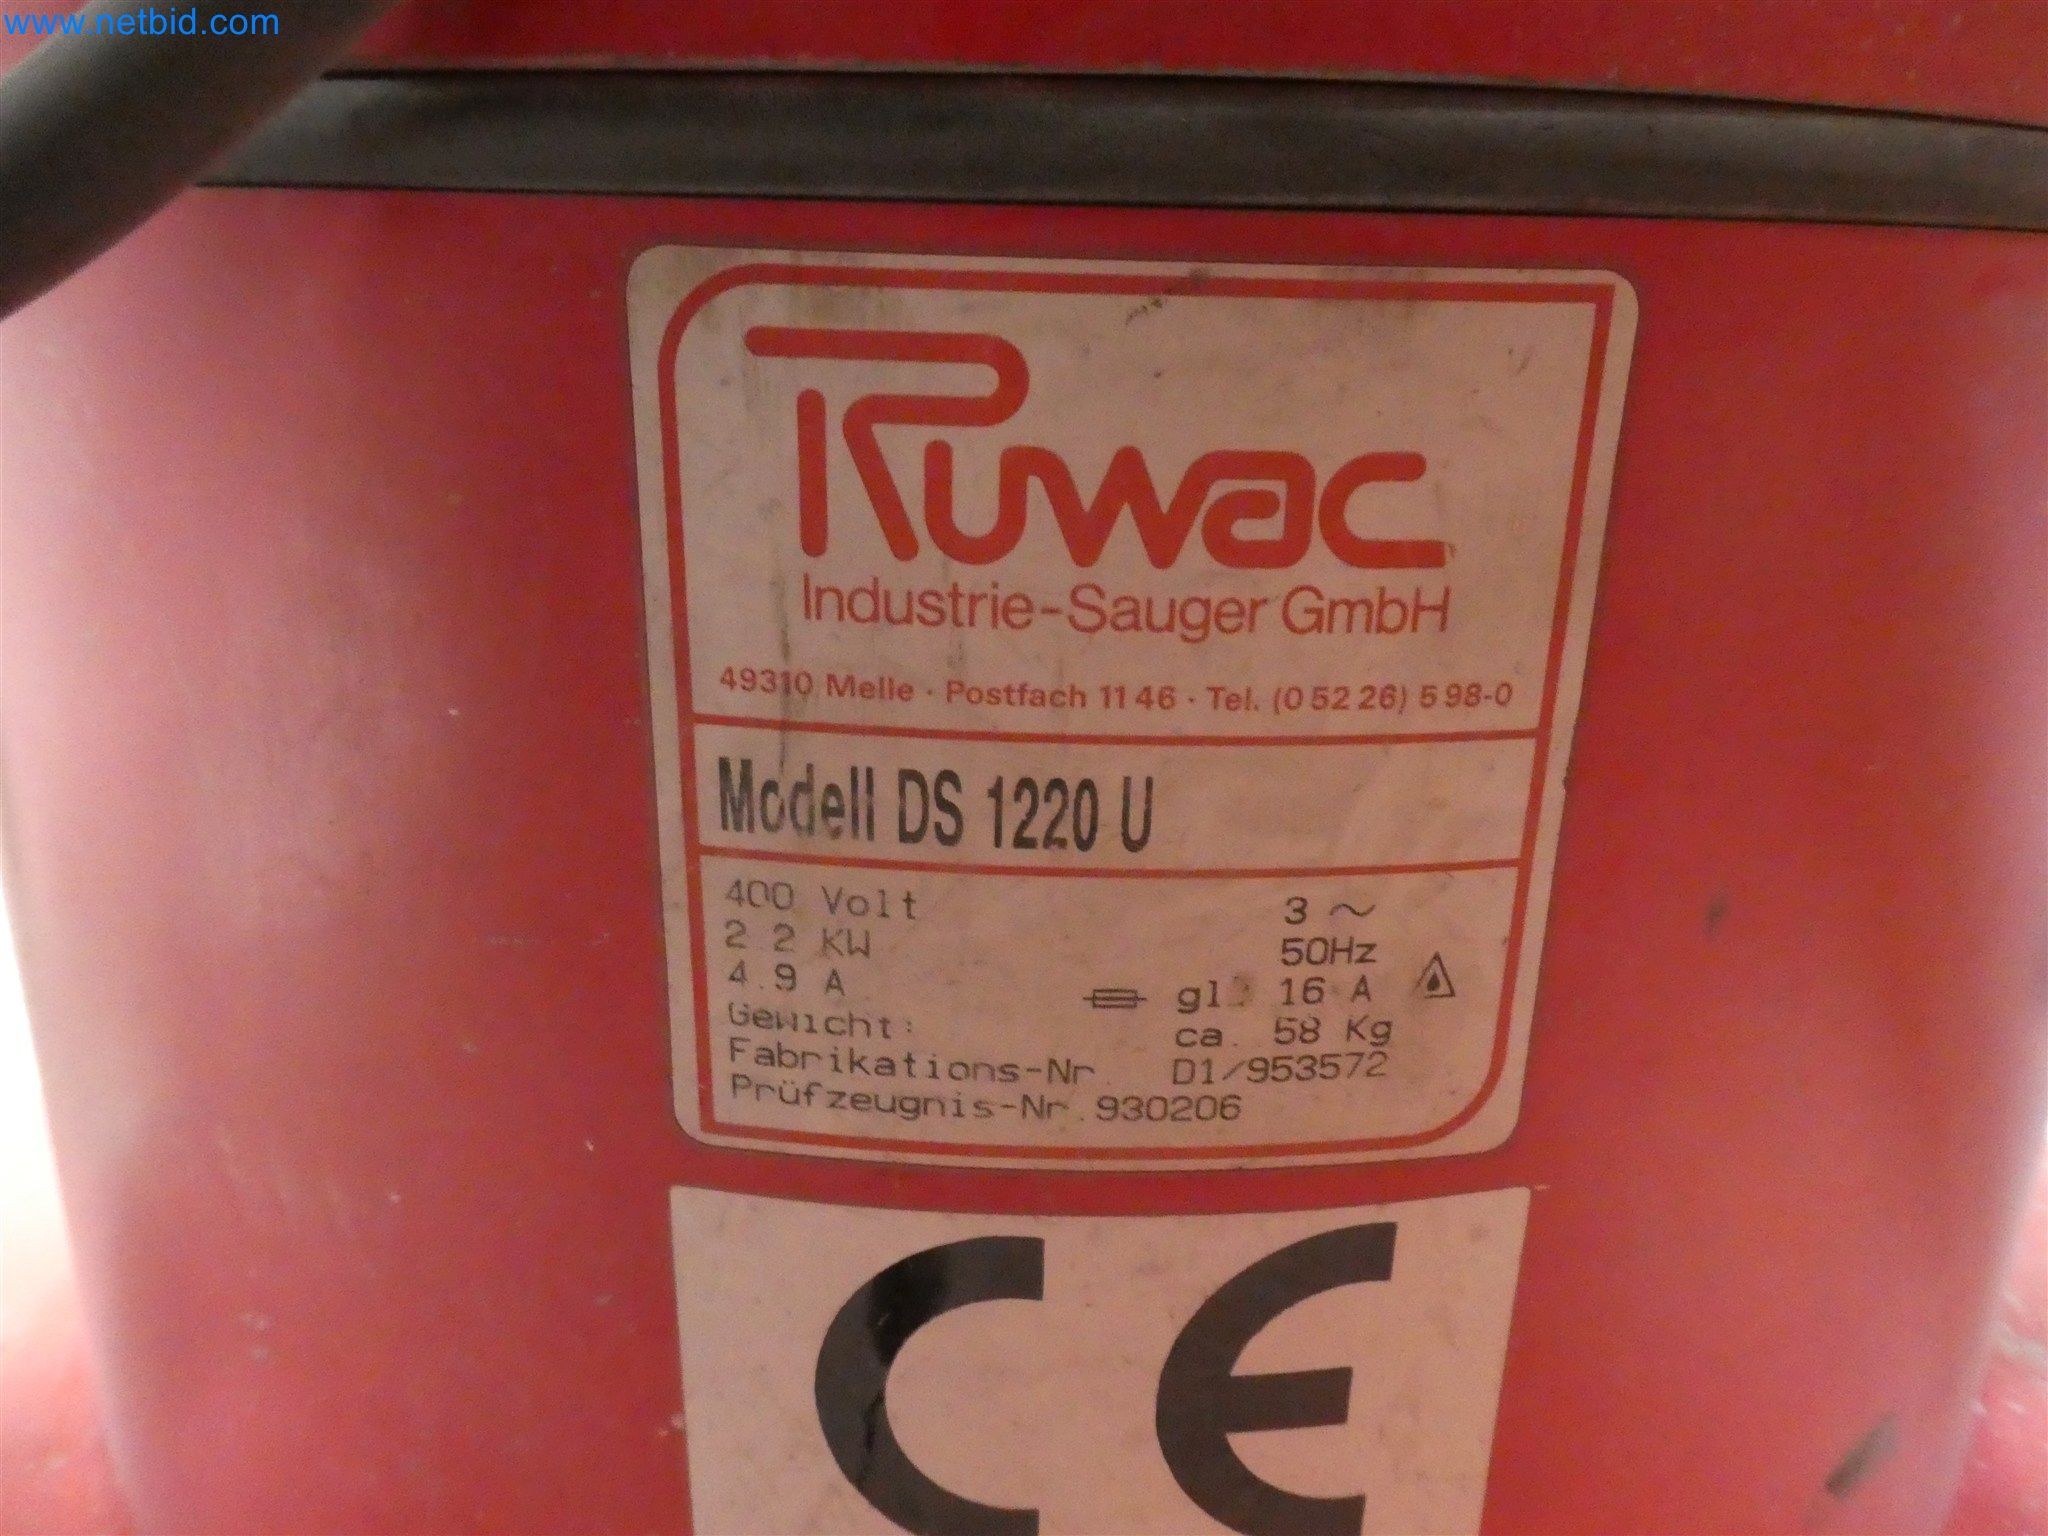 www.netbid.com
Ruwac
Industrie-Sauger GmbH
49310 Melle · Postfach 11 46 · Tel. (0 52 26) 5 98-0
Modell DS 1220 U
400 Volt 3 ~
2.2 KW 50Hz
4.9 A gl 16 A
Gewicht: ca. 58 Kg
Fabrikations-Nr. D1/953572
Prüfzeugnis-Nr. 930206
CE